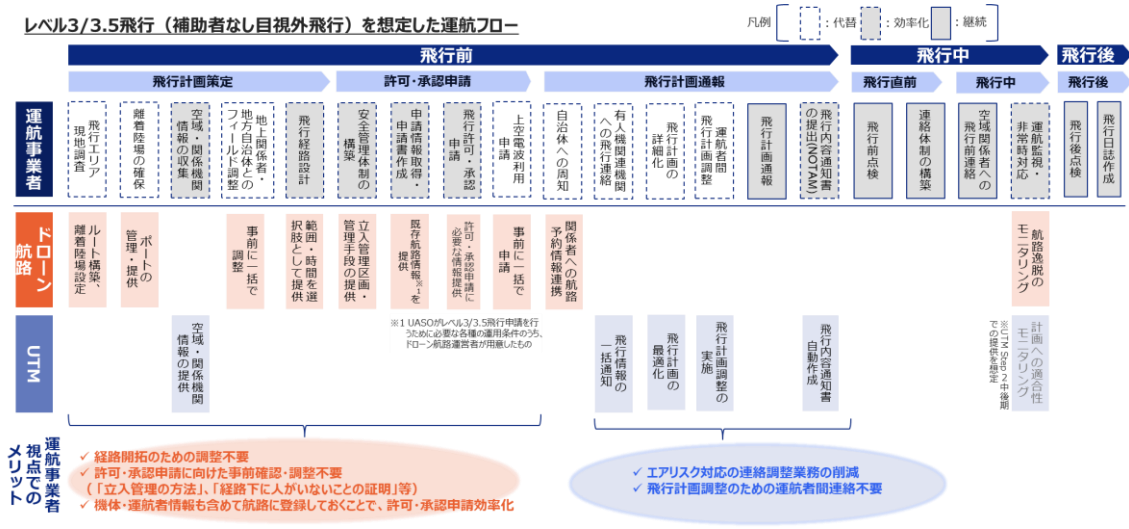 レベル3/3.5飛行（補助者なし目視外飛行）を想定した運航フロー
凡例
：代替
：効率化
：継続
飛行前
飛行中
飛行後
飛行計画策定
許可・承認申請
飛行計画通報
飛行直前
飛行中
飛行後
運航事業者
飛行エリア
現地調査
離着陸場の確保
空域・関係機関
情報の収集
地上関係者・
地方自治体との
フィールド調整
飛行経路設計
安全管理体制の
構築
申請情報取得・
申請書作成
飛行許可・承認
申請
上空電波利用
申請
自治体への周知
有人機関連機関
への飛行連絡
飛行計画の
詳細化
運航者間
飛行計画調整
飛行計画通報
飛行内容通知書
の提出(NOTAM)
飛行前点検
連絡体制の構築
空域関係者への
飛行前連絡
運航監視・
非常時対応
飛行後点検
飛行日誌作成
ドローン
航路
ルート構築、
離着陸場設定
ポートの
管理・提供
事前に一括で
調整
範囲・時間を選
択肢として提供
立入管理区画・
管理手段の提供
既存航路情報※1を
提供
許可・承認申請に
必要な情報提供
事前に一括で
申請
関係者への航路
予約情報連携
航路逸脱の
モニタリング
※1 UASOがレベル3/3.5飛行申請を行
うために必要な各種の運用条件のうち、
ドローン航路運営者が用意したもの
UTM
空域・関係機関
情報の提供
飛行情報の
一括通知
飛行計画の
最適化
飛行計画調整の
実施
飛行内容通知書
自動作成
※UTM Step 2中後期
での提供を想定
計画への適合性
モニタリング
運航事業者
視点での
メリット
✓ 経路開拓のための調整不要
✓ 許可・承認申請に向けた事前確認・調整不要
（「立入管理の方法」、「経路下に人がいないことの証明」等）
✓ 機体・運航者情報も含めて航路に登録しておくことで、許可・承認申請効率化
✓ エアリスク対応の連絡調整業務の削減
✓ 飛行計画調整のための運航者間連絡不要